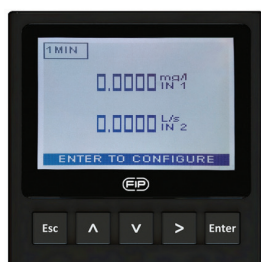 1MIN
0.0000 mg/l
IN 1
0.0000 L/s
IN 2
ENTER TO CONFIGURE
FIP
Esc ∧ ∨ > Enter